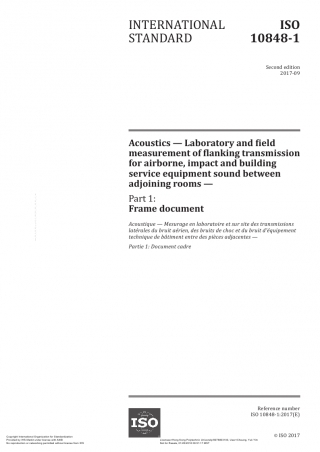 INTERNATIONAL
STANDARD
ISO
10848-1
Second edition
2017-09
Acoustics — Laboratory and field
measurement of flanking transmission
for airborne, impact and building
service equipment sound between
adjoining rooms —
Part 1:
Frame document
Acoustique — Mesurage en laboratoire et sur site des transmissions
latérales du bruit aérien, des bruits de choc et du bruit d'équipement
technique de bâtiment entre des pièces adjacentes —
Partie 1: Document cadre
ISO
Reference number
ISO 10848-1:2017(E)
© ISO 2017